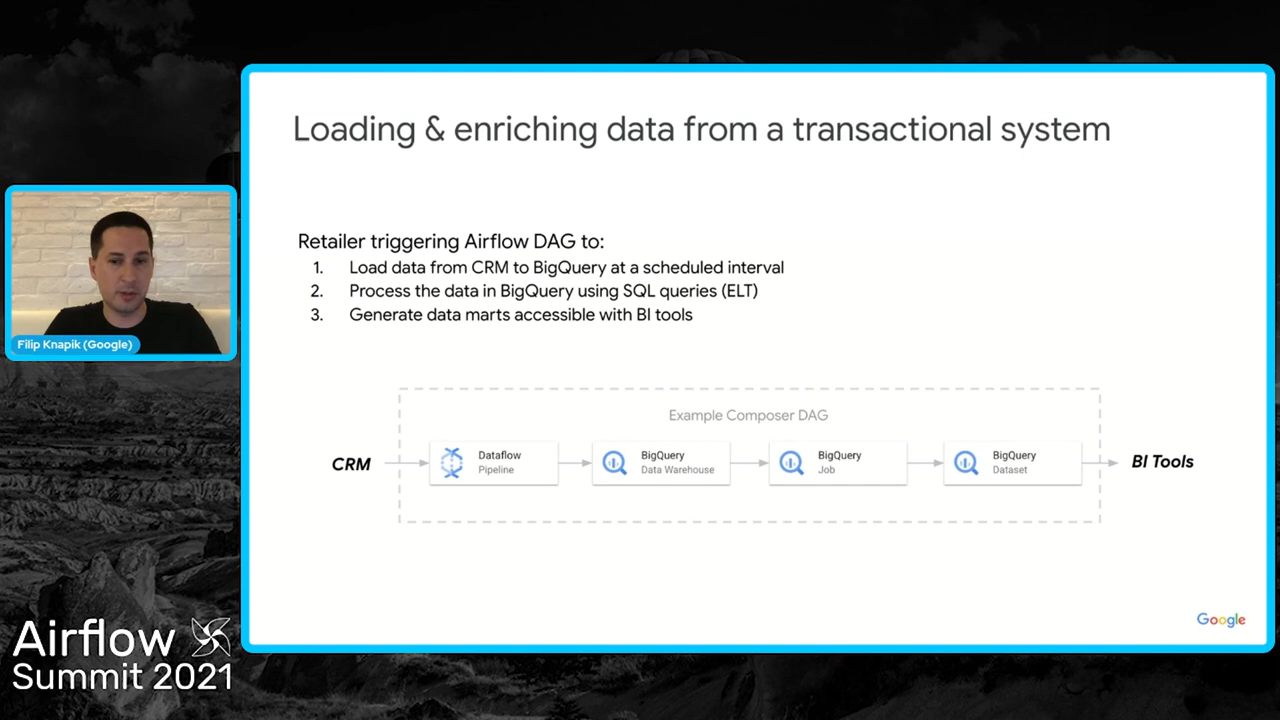 Loading & enriching data from a transactional system
Retailer triggering Airflow DAG to:
1. Load data from CRM to BigQuery at a scheduled interval
2. Process the data in BigQuery using SQL queries (ELT)
3. Generate data marts accessible with BI tools
Filip Knapik (Google)
Example Composer DAG
CRM
Dataflow
Pipeline
BigQuery
Data Warehouse
BigQuery
Job
BigQuery
Dataset
BI Tools
Google
Airflow
Summit 2021